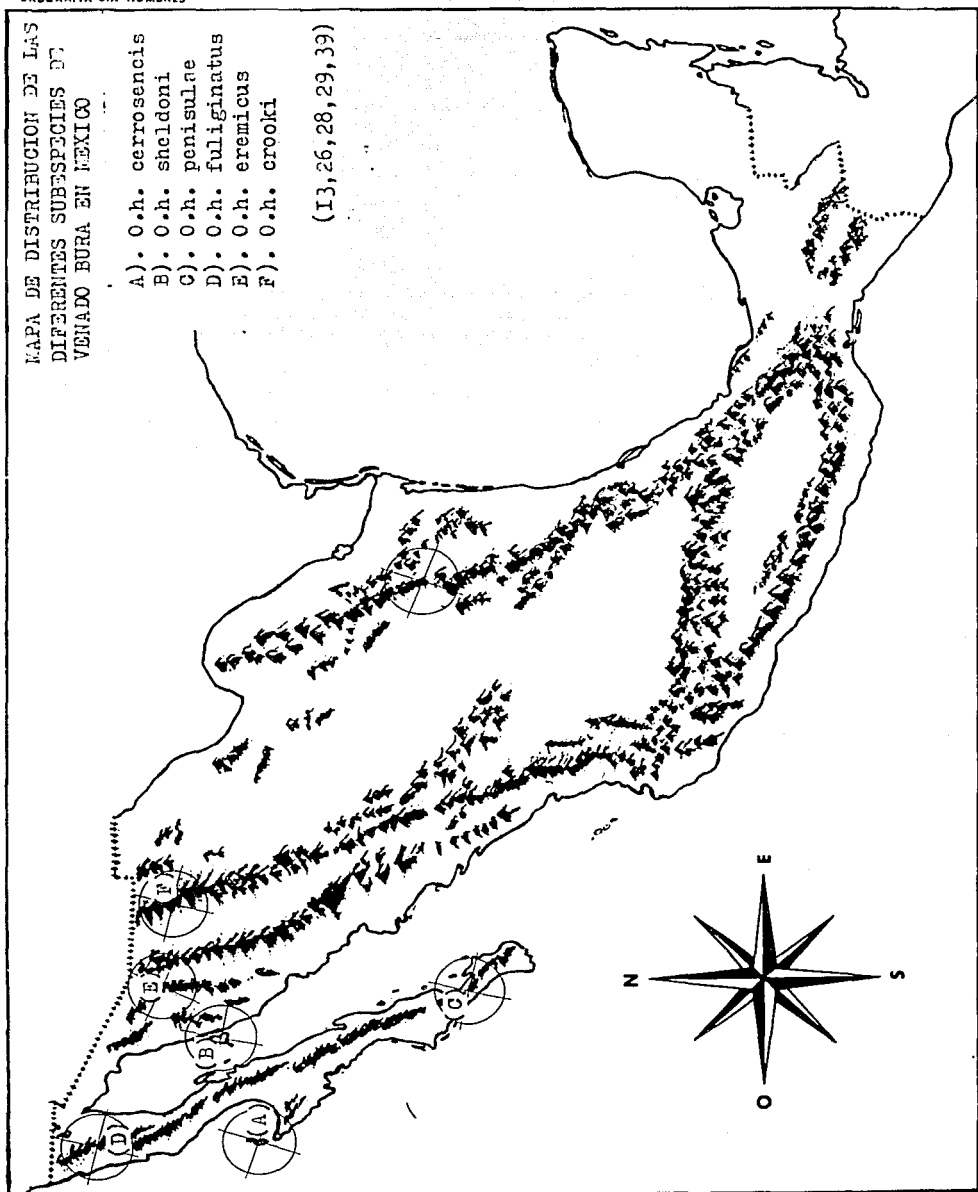 MAPA DE DISTRIBUCION DE LAS
DIFERENTES SUBESPECIES DE
VENADO BURA EN MEXICO
A). O.h. cerrosencis
B). O.h. sheldoni
C). O.h. penisulae
D). O.h. fuliginatus
E). O.h. eremicus
F). O.h. crooki
(I3,26,28,29,39)
F)
(E)
(B)
C
(D)
(A
N
O
E
S